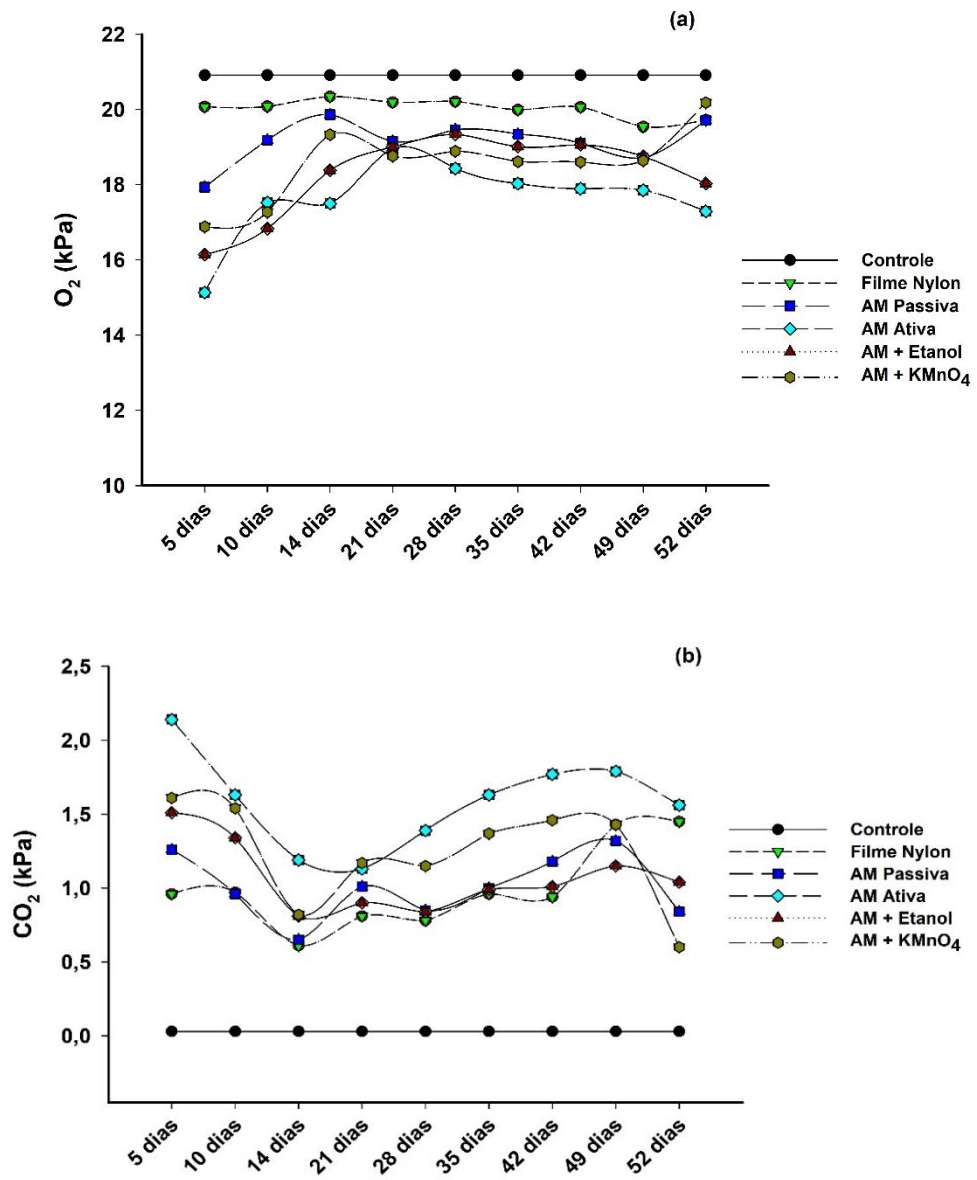 (a)
22
20
18
16
14
12
10
O₂ (kPa)
5 dias
10 dias
14 dias
21 dias
28 dias
35 dias
42 dias
49 dias
52 dias
Controle
Filme Nylon
AM Passiva
AM Ativa
AM + Etanol
AM + KMnO₄
(b)
2,5
2,0
1,5
1,0
0,5
0,0
CO₂ (kPa)
5 dias
10 dias
14 dias
21 dias
28 dias
35 dias
42 dias
49 dias
52 dias
Controle
Filme Nylon
AM Passiva
AM Ativa
AM + Etanol
AM + KMnO₄